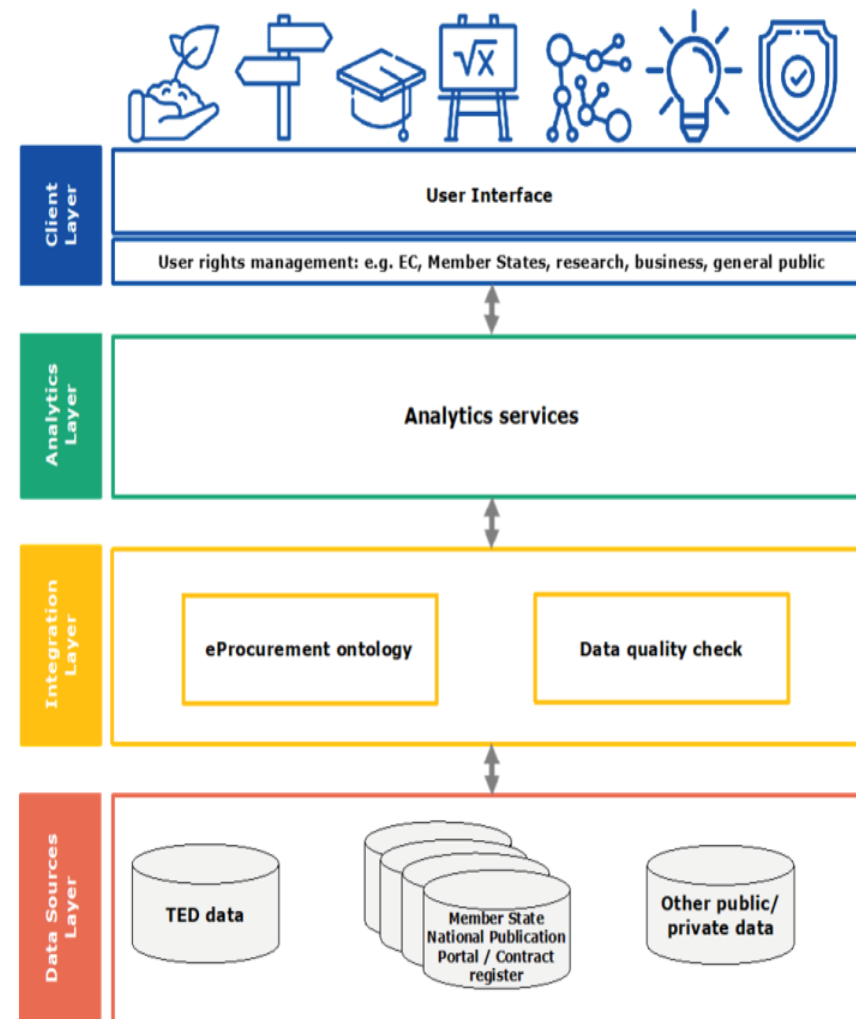 √x
Client
Layer
User Interface
User rights management: e.g. EC, Member States, research, business, general public
Analytics
Layer
Analytics services
Integration
Layer
eProcurement ontology
Data quality check
Data Sources
Layer
TED data
Member State
National Publication
Portal / Contract
register
Other public/
private data